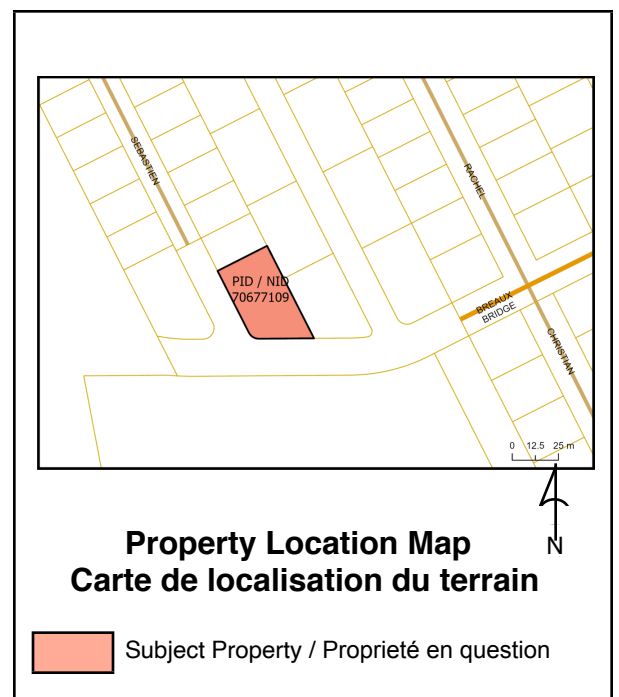 SEBASTIEN
RACHEL
PID / NID
70677109
BREAUX
BRIDGE
CHRISTIAN
0 12.5 25 m
N
Property Location Map
Carte de localisation du terrain
Subject Property / Proprieté en question